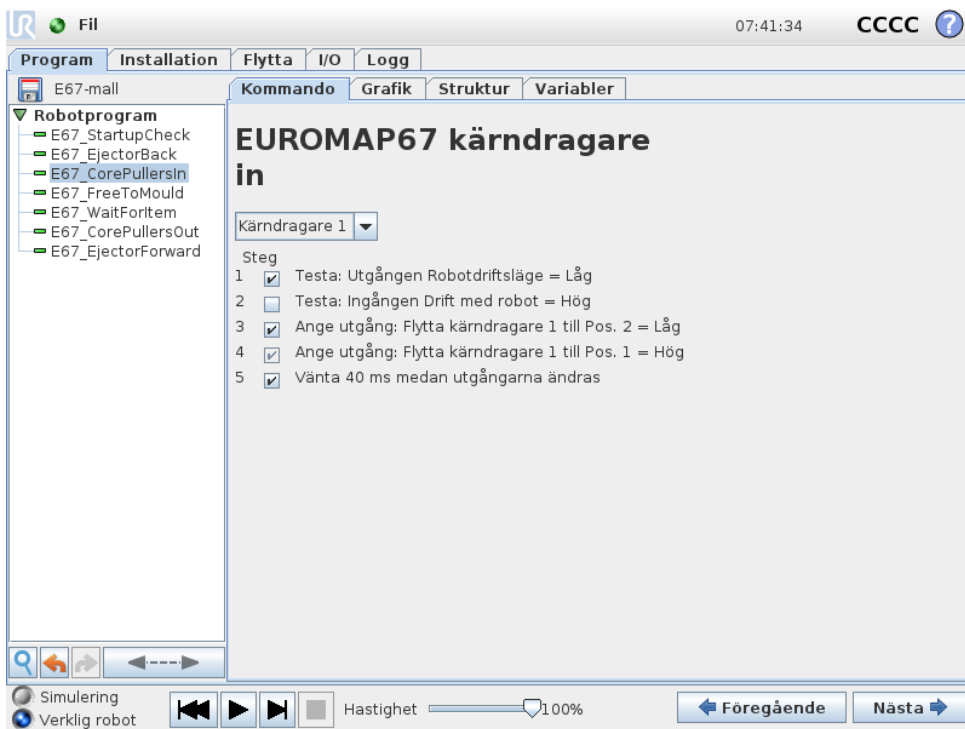 UR Fil 07:41:34 CCCC ?
Program Installation Flytta I/O Logg
E67-mall Kommando Grafik Struktur Variabler
Robotprogram
E67_StartupCheck
E67_EjectorBack
E67_CorePullersIn
E67_FreeToMould
E67_WaitForItem
E67_CorePullersOut
E67_EjectorForward
EUROMAP67 kärndragare
in
Kärndragare 1
Steg
1 Testa: Utgången Robotdriftsläge = Låg
2 Testa: Ingången Drift med robot = Hög
3 Ange utgång: Flytta kärndragare 1 till Pos. 2 = Låg
4 Ange utgång: Flytta kärndragare 1 till Pos. 1 = Hög
5 Vänta 40 ms medan utgångarna ändras
Simulering
Verklig robot
Hastighet 100% Föregående Nästa